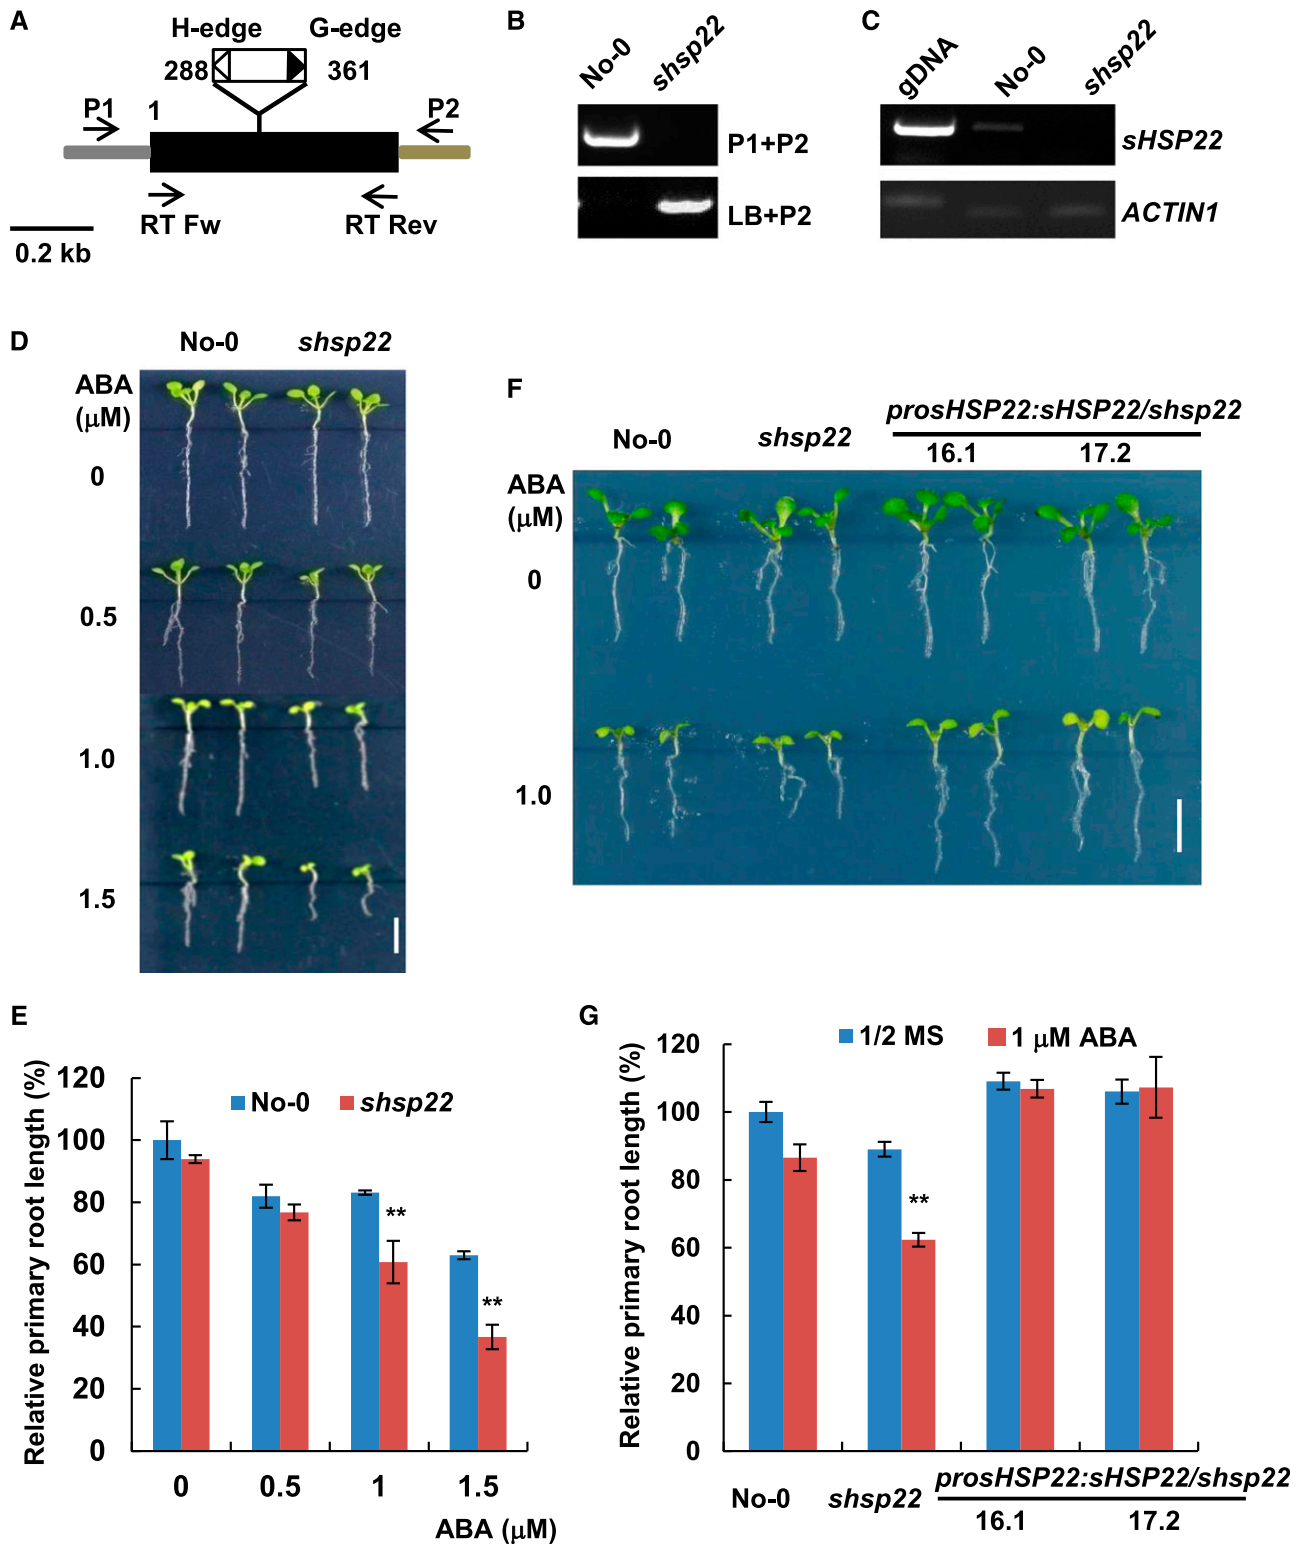 A
H-edge G-edge
288 361
P1 1 P2
RT Fw RT Rev
0.2 kb
B
No-0 shsp22
P1+P2
LB+P2
C
gDNA No-0 shsp22
sHSP22
ACTIN1
D
No-0 shsp22
ABA
(μM)
0
0.5
1.0
1.5
F
prosHSP22:sHSP22/shsp22
No-0 shsp22 16.1 17.2
ABA
(μM)
0
1.0
E
Relative primary root length (%)
120
100
80
60
40
20
0
No-0 shsp22
**
**
0 0.5 1 1.5
ABA (μM)
G
1/2 MS 1 μM ABA
Relative primary root length (%)
120
100
80
60
40
20
0
**
No-0 shsp22 prosHSP22:sHSP22/shsp22
16.1 17.2